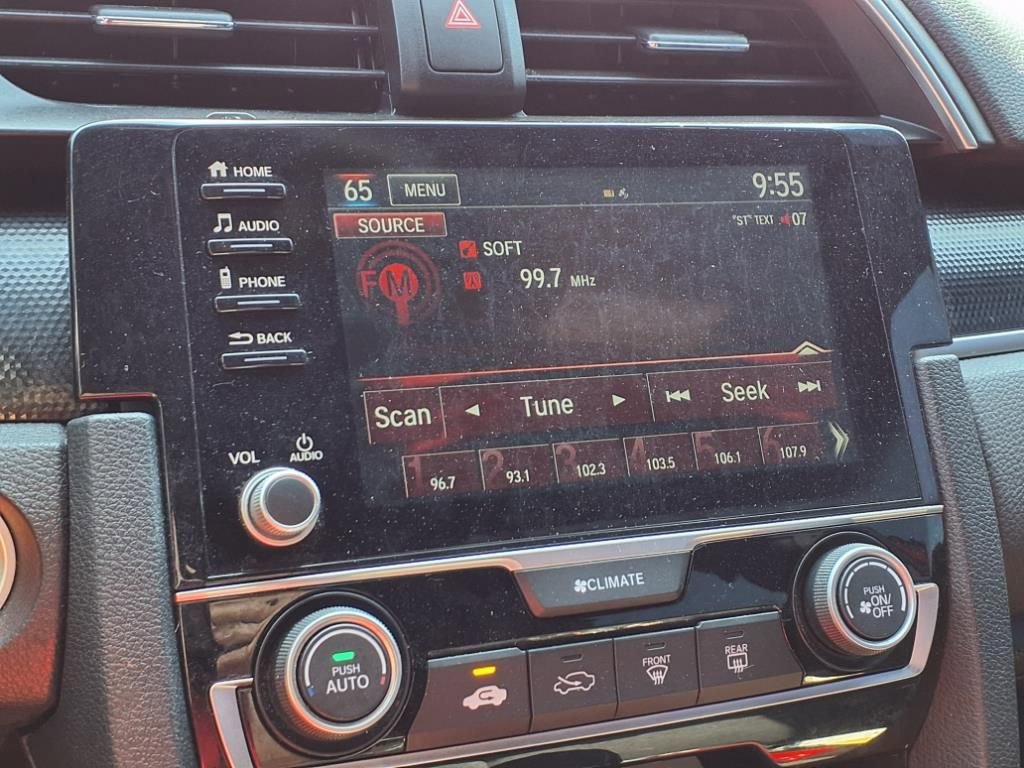 HOME
AUDIO
PHONE
BACK
VOL
AUDIO
65 MENU 9:55
SOURCE "ST" TEXT 07
FM SOFT
99.7 MHz
Scan Tune Seek
1 96.7 2 93.1 3 102.3 4 103.5 5 106.1 6 107.9
CLIMATE
PUSH
AUTO
FRONT
REAR
PUSH
ON/
OFF